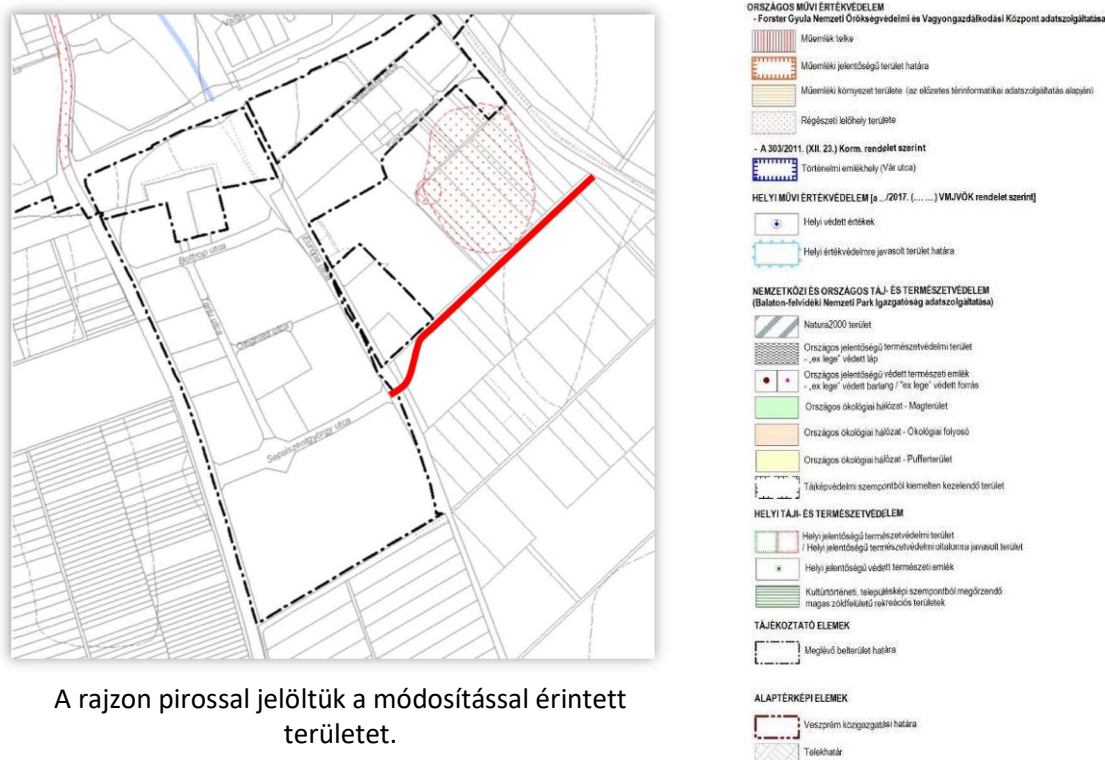 Bottrop utca
Tartu utca
Ottignies utca
Sepsiszentgyörgy utca
A rajzon pirossal jelöltük a módosítással érintett
területet.
ORSZÁGOS MŰVI ÉRTÉKVÉDELEM
- Forster Gyula Nemzeti Örökségvédelmi és Vagyongazdálkodási Központ adatszolgáltatása
Műemlék telke
Műemléki jelentőségű terület határa
Műemléki környezet területe (az előzetes térinformatikai adatszolgáltatás alapján)
Régészeti lelőhely területe
- A 303/2011. (XII. 23.) Korm. rendelet szerint
Történelmi emlékhely (Vár utca)
HELYI MŰVI ÉRTÉKVÉDELEM [a .../2017. (.... ...) VMJVÖK rendelet szerint]
Helyi védett értékek
Helyi értékvédelmre javasolt terület határa
NEMZETKÖZI ÉS ORSZÁGOS TÁJ- ÉS TERMÉSZETVÉDELEM
(Balaton-felvidéki Nemzeti Park Igazgatóság adatszolgáltatása)
Natura2000 terület
Országos jelentőségű természetvédelmi terület
- „ex lege" védett láp
Országos jelentőségű védett természeti emlék
- „ex lege" védett barlang / "ex lege" védett forrás
Országos ökológiai hálózat - Magterület
Országos ökológiai hálózat - Ökológiai folyosó
Országos ökológiai hálózat - Pufferterület
Tájképvédelmi szempontból kiemelten kezelendő terület
HELYI TÁJI- ÉS TERMÉSZETVÉDELEM
Helyi jelentőségű természetvédelmi terület
/ Helyi jelentőségű természetvédelmi oltalomra javasolt terület
Helyi jelentőségű védett természeti emlék
Kultúrtörténeti, településképi szempontból megőrzendő
magas zöldfelületű rekreációs területek
TÁJÉKOZTATÓ ELEMEK
Meglévő belterület határa
ALAPTÉRKÉPI ELEMEK
Veszprém közigazgatási határa
Telekhatár